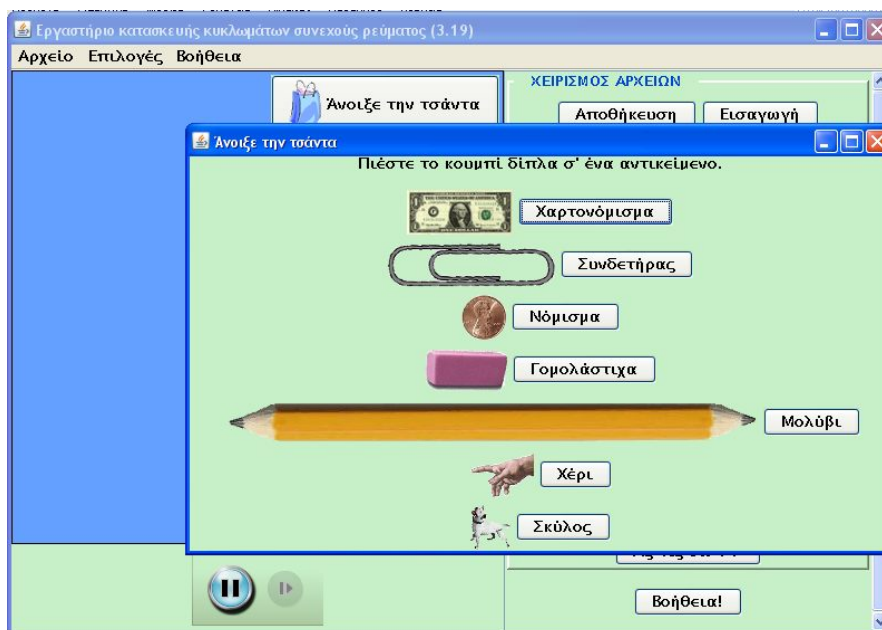 Εργαστήριο κατασκευής κυκλωμάτων συνεχούς ρεύματος (3.19)
Αρχείο Επιλογές Βοήθεια
Άνοιξε την τσάντα
ΧΕΙΡΙΣΜΟΣ ΑΡΧΕΙΩΝ
Αποθήκευση Εισαγωγή
Άνοιξε την τσάντα
Πιέστε το κουμπί δίπλα σ' ένα αντικείμενο.
Χαρτονόμισμα
Συνδετήρας
Νόμισμα
Γομολάστιχα
Μολύβι
Χέρι
Σκύλος
Βοήθεια!